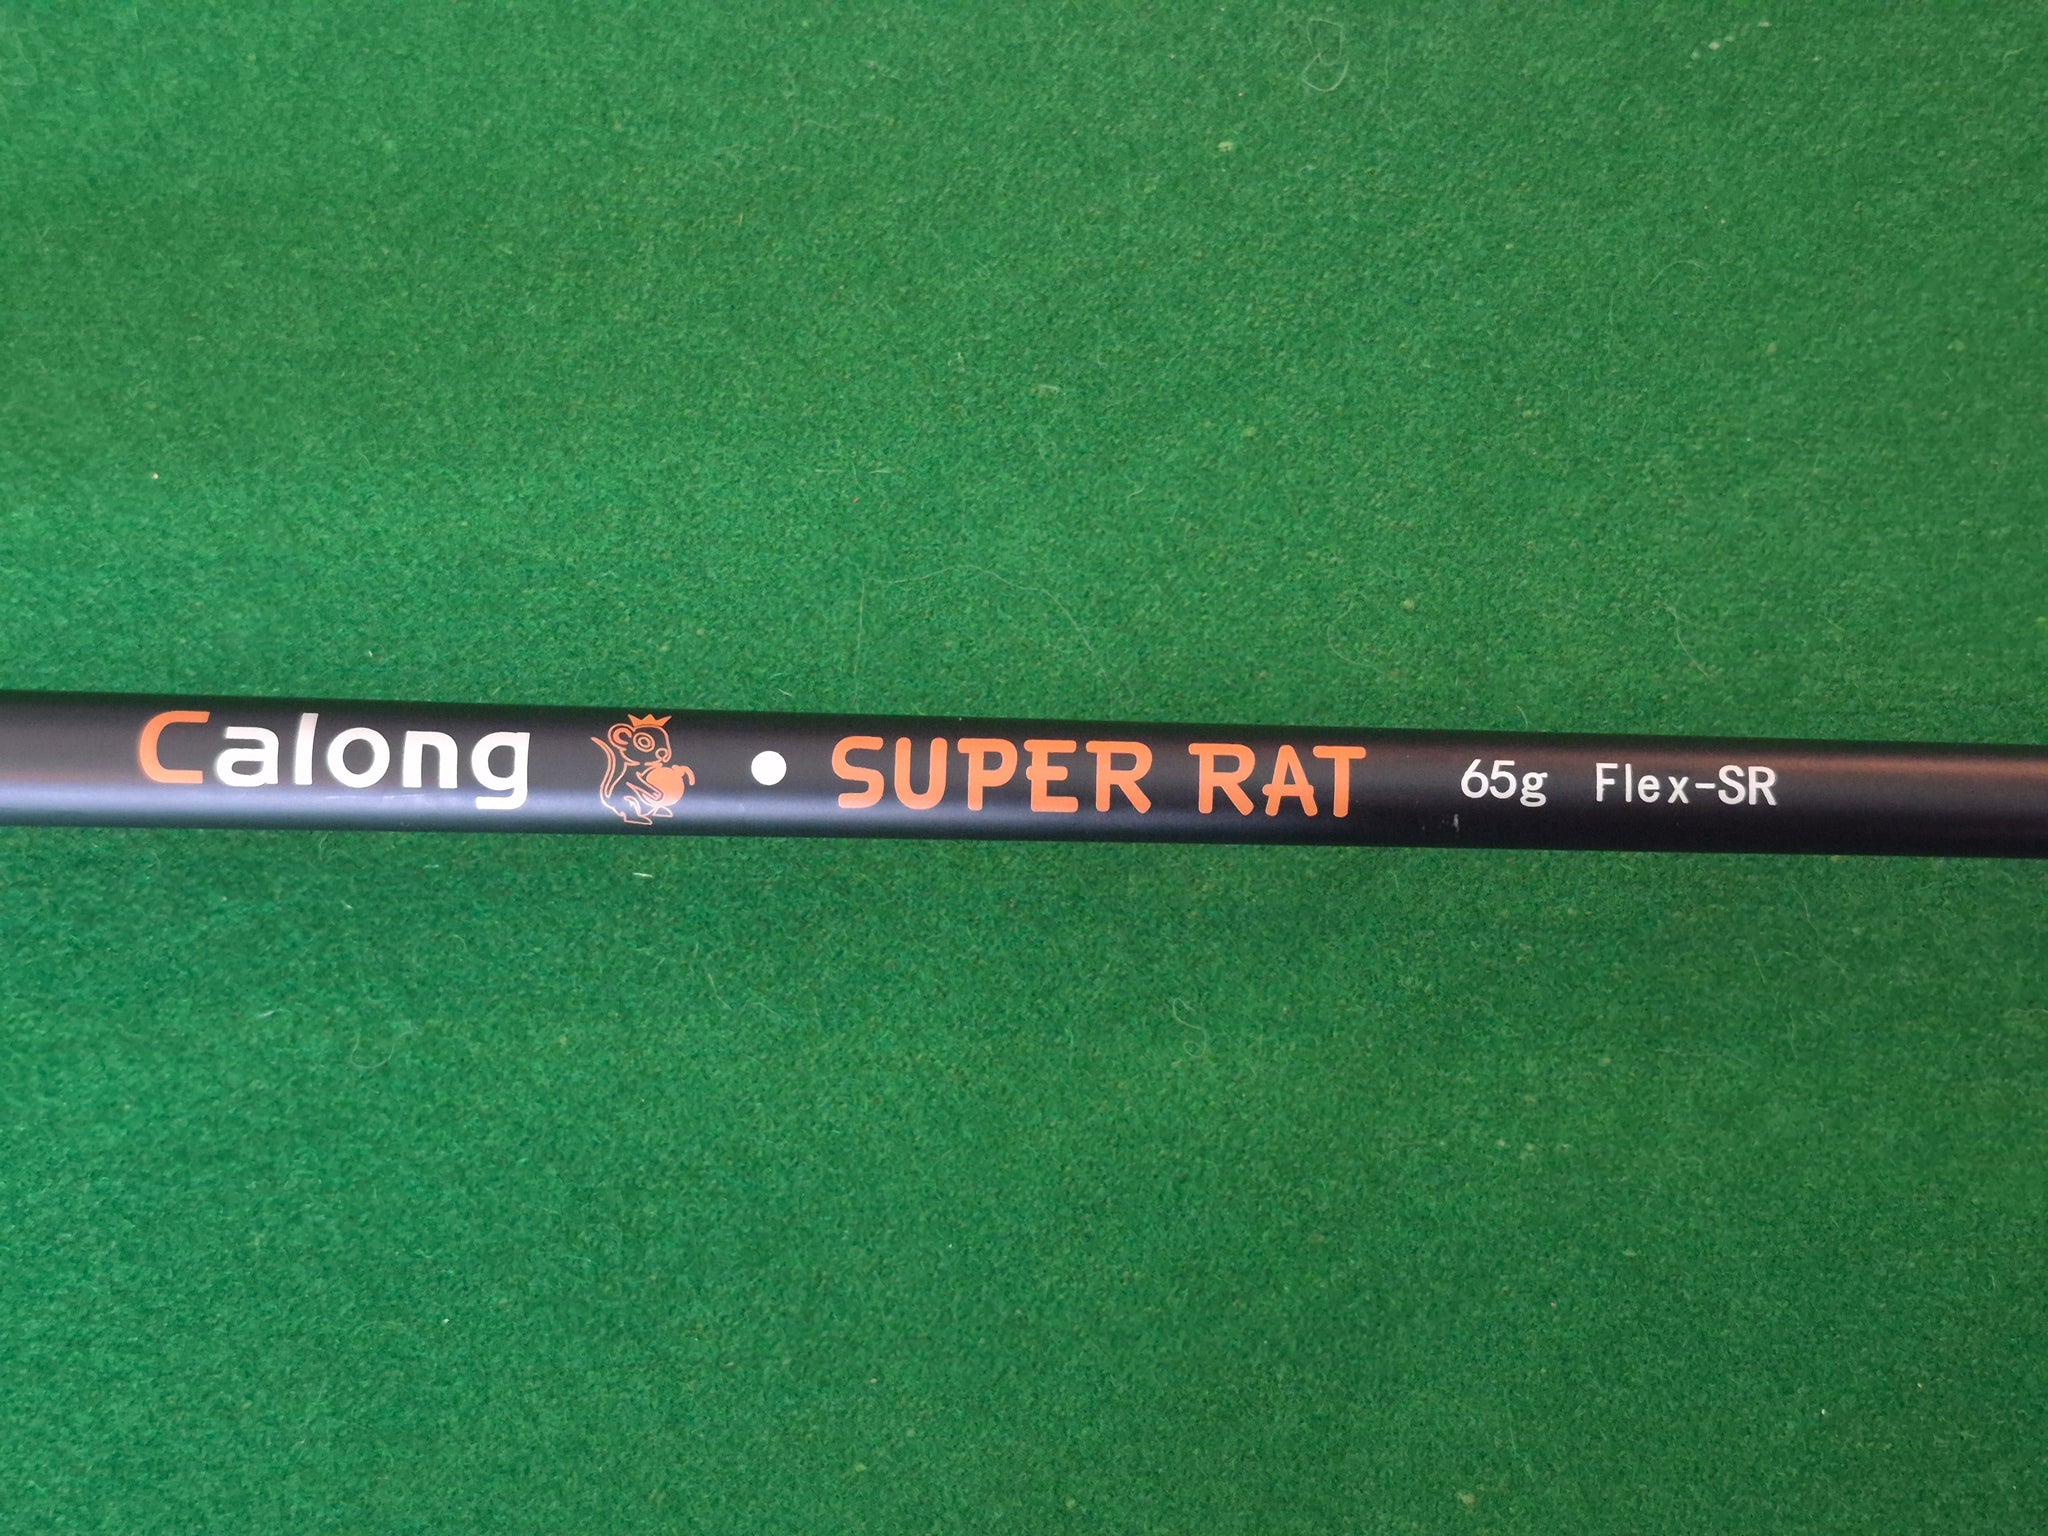 Calong • SUPER RAT 65g Flex-SR